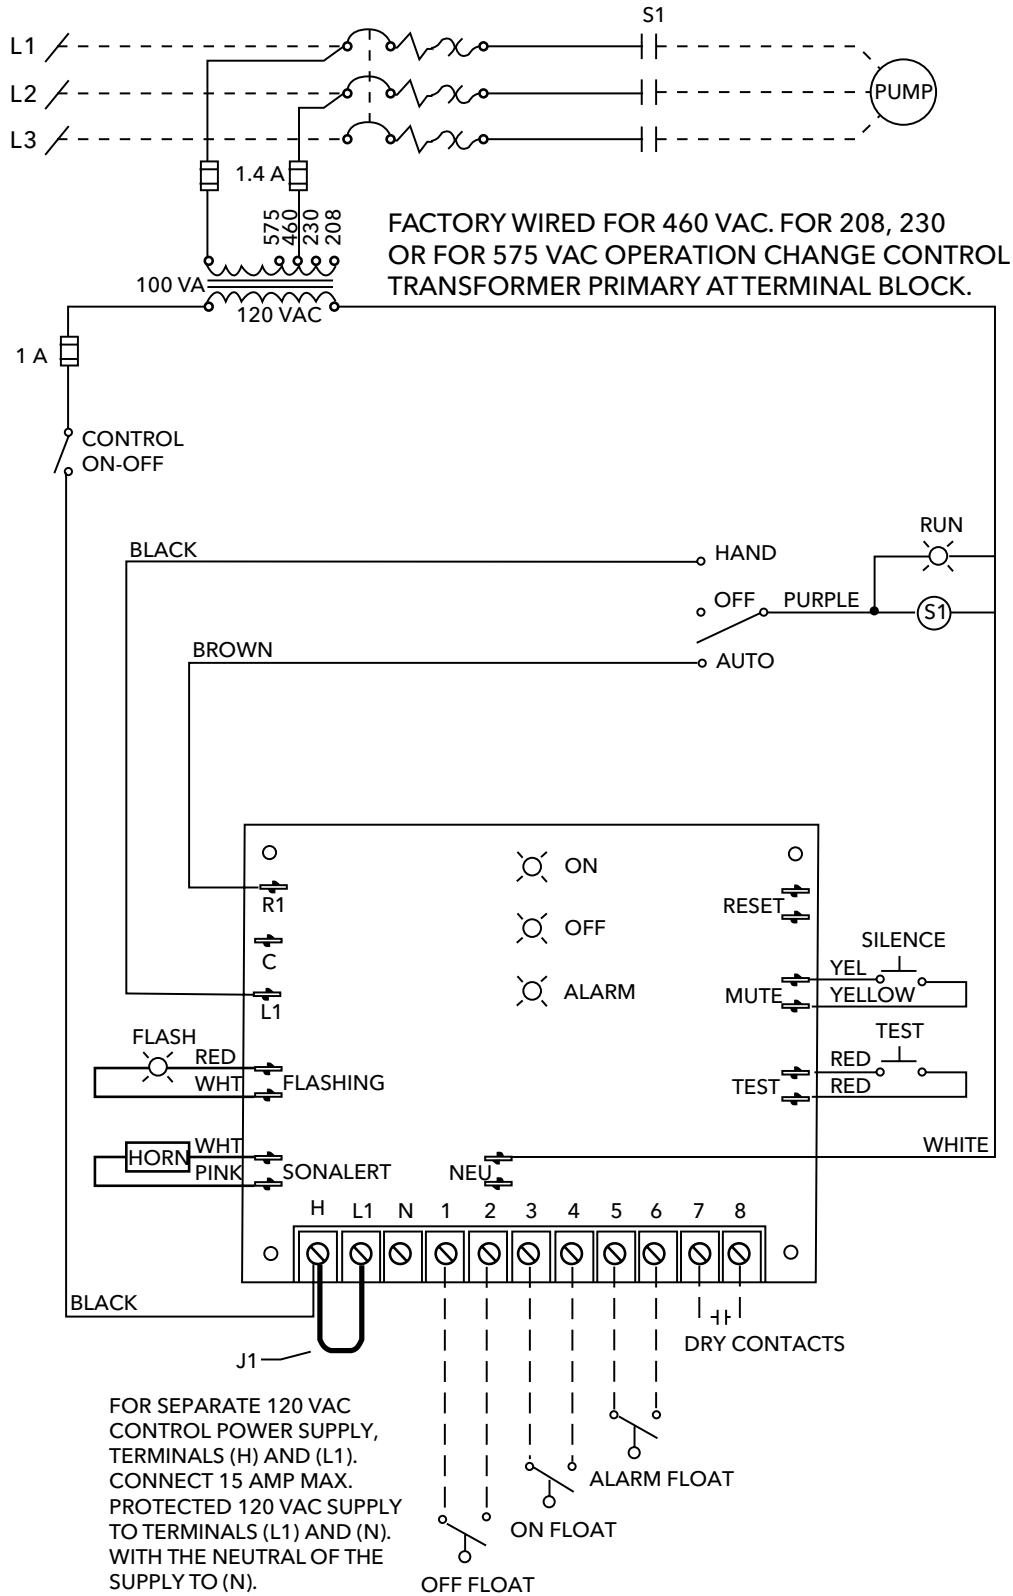 S1
L1
L2
PUMP
L3
1.4 A
575
460
230
208
FACTORY WIRED FOR 460 VAC. FOR 208, 230
OR FOR 575 VAC OPERATION CHANGE CONTROL
TRANSFORMER PRIMARY AT TERMINAL BLOCK.
100 VA
120 VAC
1 A
CONTROL
ON-OFF
RUN
BLACK
HAND
OFF
PURPLE
S1
BROWN
AUTO
ON
R1
RESET
OFF
SILENCE
C
YEL
ALARM
MUTE
YELLOW
L1
FLASH
TEST
RED
RED
WHT
FLASHING
TEST
RED
WHITE
WHT
HORN
SONALERT
NEU
PINK
H L1 N 1 2 3 4 5 6 7 8
BLACK
DRY CONTACTS
J1
FOR SEPARATE 120 VAC
CONTROL POWER SUPPLY,
TERMINALS (H) AND (L1).
CONNECT 15 AMP MAX.
PROTECTED 120 VAC SUPPLY
TO TERMINALS (L1) AND (N).
WITH THE NEUTRAL OF THE
SUPPLY TO (N).
ALARM FLOAT
ON FLOAT
OFF FLOAT